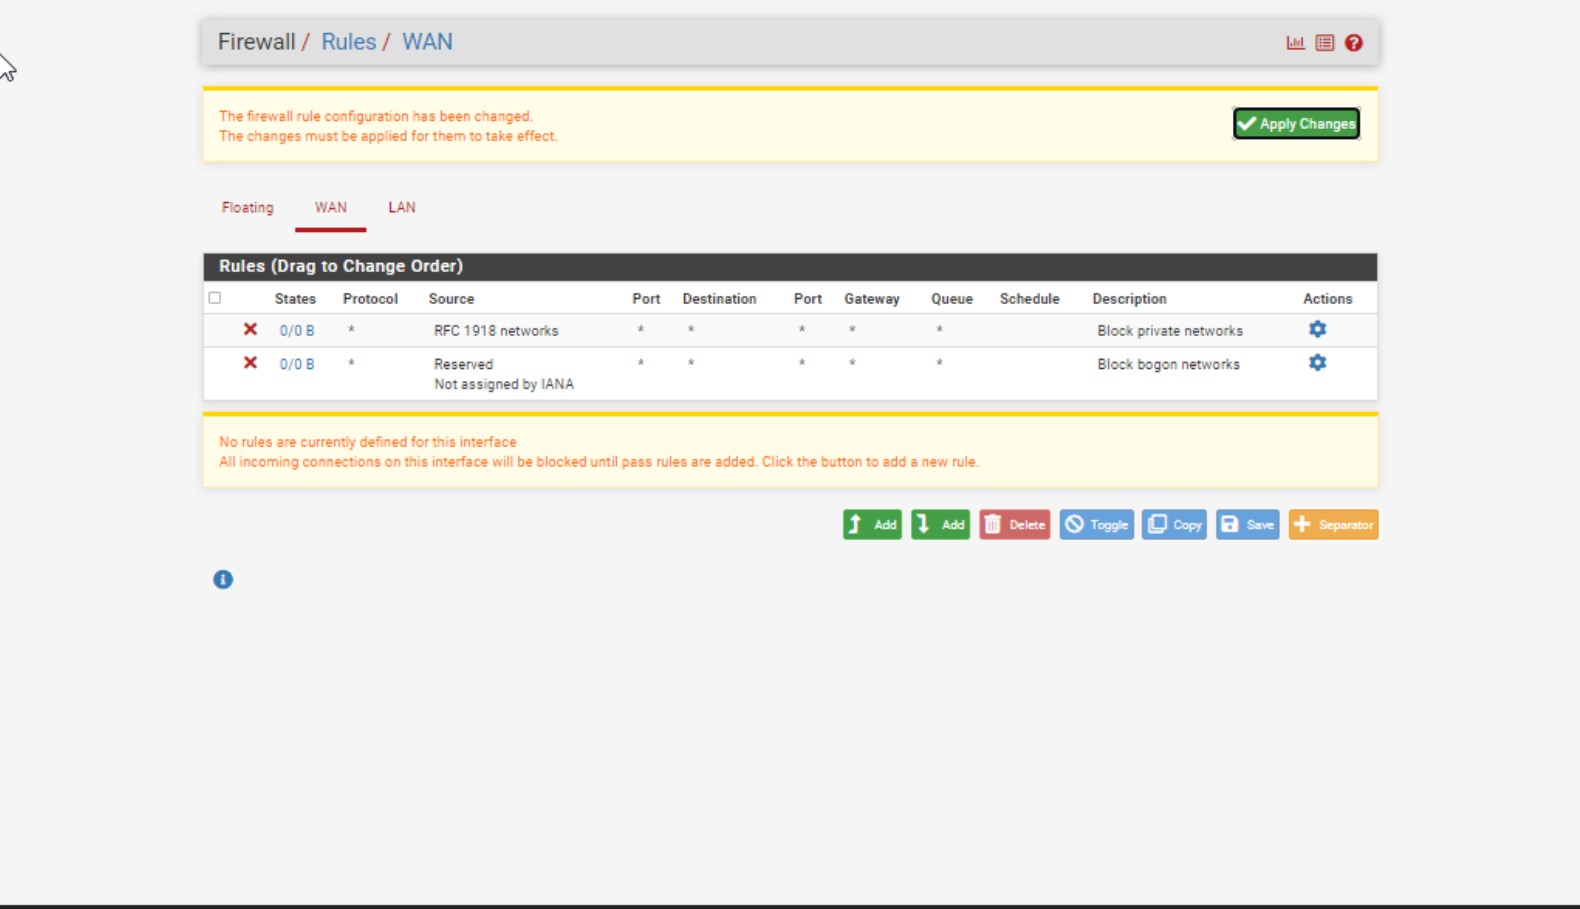 Firewall / Rules / WAN
The firewall rule configuration has been changed.
The changes must be applied for them to take effect.
Apply Changes
Floating WAN LAN
Rules (Drag to Change Order)
States Protocol Source Port Destination Port Gateway Queue Schedule Description Actions
0/0 B * RFC 1918 networks * * * * * Block private networks
0/0 B * Reserved * * * * * Block bogon networks
Not assigned by IANA
No rules are currently defined for this interface
All incoming connections on this interface will be blocked until pass rules are added. Click the button to add a new rule.
Add Add Delete Toggle Copy Save Separator